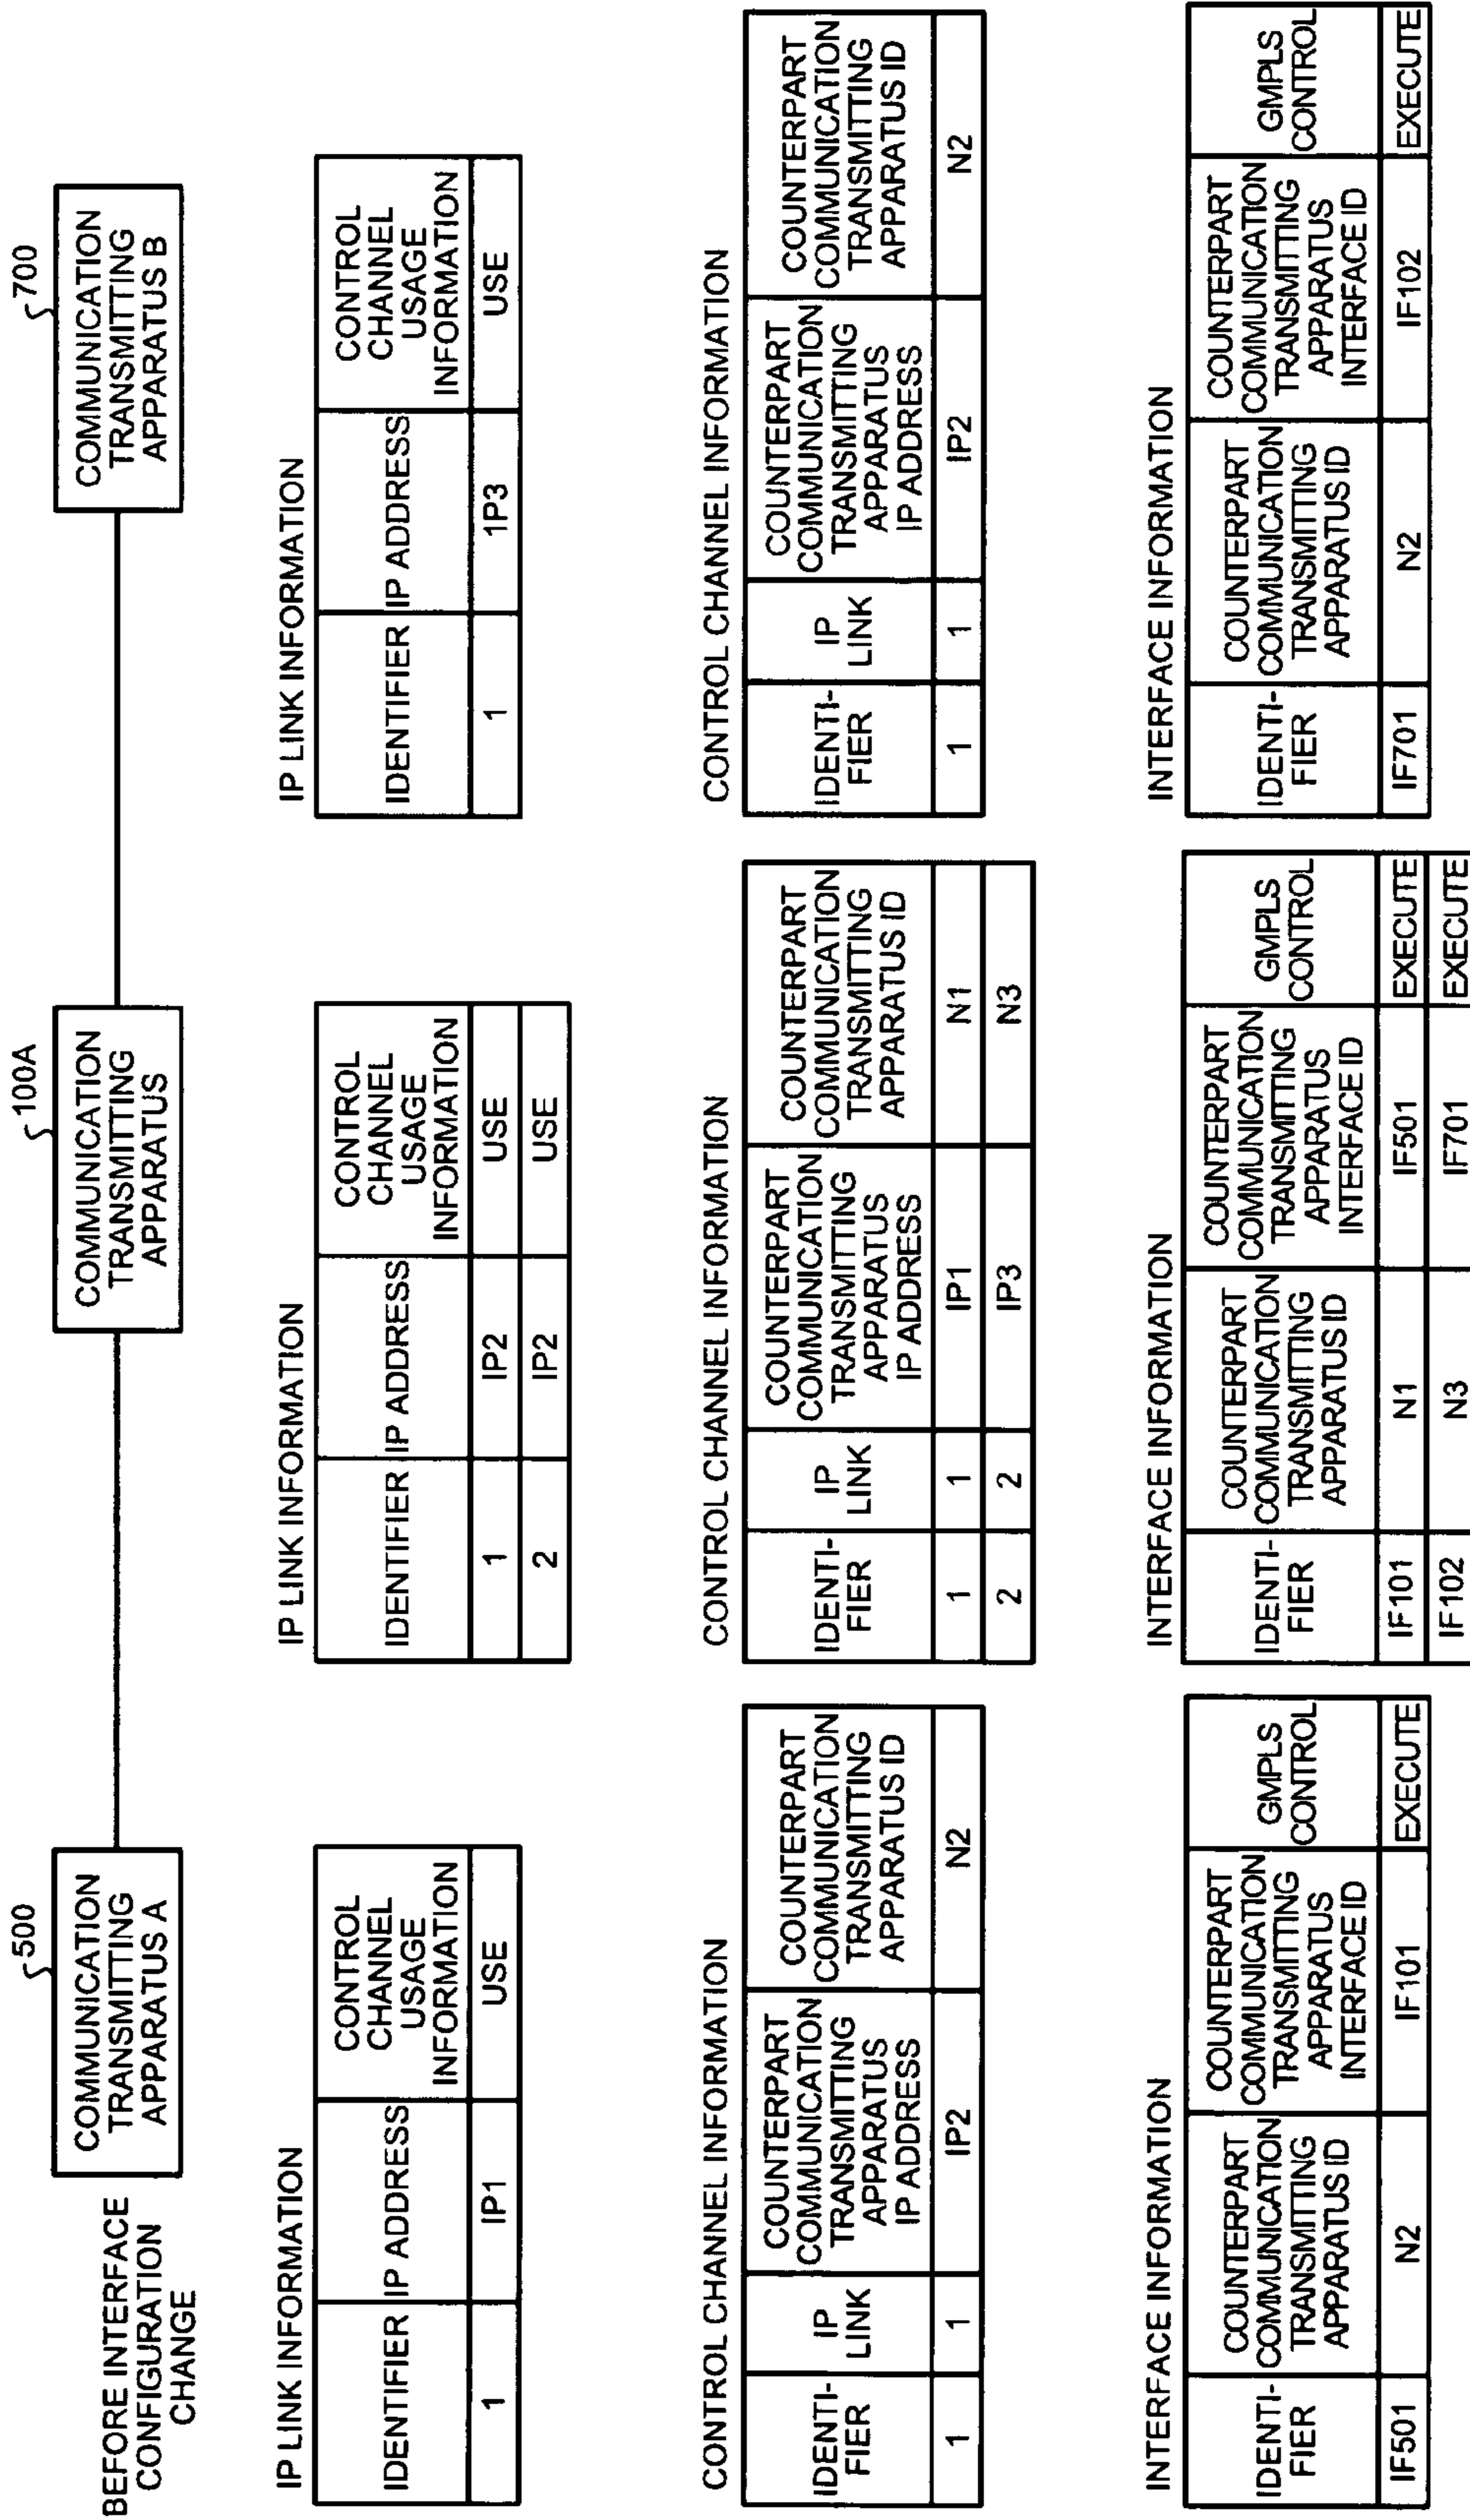 BEFORE INTERFACE
CONFIGURATION
CHANGE
500
COMMUNICATION
TRANSMITTING
APPARATUS A
100A
COMMUNICATION
TRANSMITTING
APPARATUS
700
COMMUNICATION
TRANSMITTING
APPARATUS B
IP LINK INFORMATION
IDENTIFIER
IP ADDRESS
CONTROL
CHANNEL
USAGE
INFORMATION
1
IP1
USE
IP LINK INFORMATION
IDENTIFIER
IP ADDRESS
CONTROL
CHANNEL
USAGE
INFORMATION
1
IP2
USE
2
IP2
USE
IP LINK INFORMATION
IDENTIFIER
IP ADDRESS
CONTROL
CHANNEL
USAGE
INFORMATION
1
1P3
USE
CONTROL CHANNEL INFORMATION
IDENTI-
FIER
IP
LINK
COUNTERPART
COMMUNICATION
TRANSMITTING
APPARATUS
IP ADDRESS
COUNTERPART
COMMUNICATION
TRANSMITTING
APPARATUS ID
1
1
IP2
N2
CONTROL CHANNEL INFORMATION
IDENTI-
FIER
IP
LINK
COUNTERPART
COMMUNICATION
TRANSMITTING
APPARATUS
IP ADDRESS
COUNTERPART
COMMUNICATION
TRANSMITTING
APPARATUS ID
1
1
IP1
N1
2
2
IP3
N3
CONTROL CHANNEL INFORMATION
IDENTI-
FIER
IP
LINK
COUNTERPART
COMMUNICATION
TRANSMITTING
APPARATUS
IP ADDRESS
COUNTERPART
COMMUNICATION
TRANSMITTING
APPARATUS ID
1
1
IP2
N2
INTERFACE INFORMATION
IDENTI-
FIER
COUNTERPART
COMMUNICATION
TRANSMITTING
APPARATUS ID
COUNTERPART
COMMUNICATION
TRANSMITTING
APPARATUS
INTERFACE ID
GMPLS
CONTROL
IF501
N2
IF101
EXECUTE
INTERFACE INFORMATION
IDENTI-
FIER
COUNTERPART
COMMUNICATION
TRANSMITTING
APPARATUS ID
COUNTERPART
COMMUNICATION
TRANSMITTING
APPARATUS
INTERFACE ID
GMPLS
CONTROL
IF101
N1
IF501
EXECUTE
IF102
N3
IF701
EXECUTE
INTERFACE INFORMATION
IDENTI-
FIER
COUNTERPART
COMMUNICATION
TRANSMITTING
APPARATUS ID
COUNTERPART
COMMUNICATION
TRANSMITTING
APPARATUS
INTERFACE ID
GMPLS
CONTROL
IF701
N2
IF102
EXECUTE